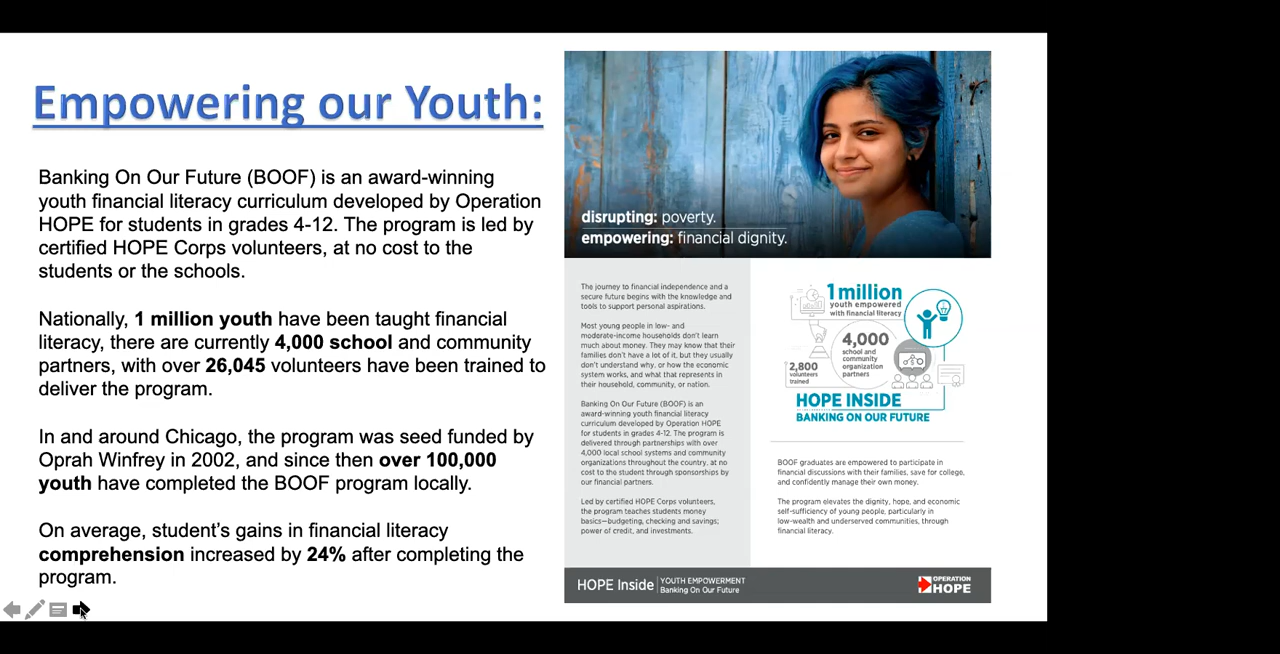 Empowering our Youth:
Banking On Our Future (BOOF) is an award-winning
youth financial literacy curriculum developed by Operation
HOPE for students in grades 4-12. The program is led by
certified HOPE Corps volunteers, at no cost to the
students or the schools.
Nationally, 1 million youth have been taught financial
literacy, there are currently 4,000 school and community
partners, with over 26,045 volunteers have been trained to
deliver the program.
In and around Chicago, the program was seed funded by
Oprah Winfrey in 2002, and since then over 100,000
youth have completed the BOOF program locally.
On average, student's gains in financial literacy
comprehension increased by 24% after completing the
program.
disrupting: poverty.
empowering: financial dignity.
The journey to financial independence and a
secure future begins with the knowledge and
tools to support personal aspirations.
Most young people in low- and
moderate-income households don't learn
much about money. They may know that their
families don't have a lot of it, but they usually
don't understand why, or how the economic
system works, and what that represents in
their household, community, or nation.
Banking On Our Future (BOOF) is an
award-winning youth financial literacy
curriculum developed by Operation HOPE
for students in grades 4-12. The program is
delivered through partnerships with over
4,000 local school systems and community
organizations throughout the country, at no
cost to the student through sponsorships by
our financial partners.
Led by certified HOPE Corps volunteers,
the program teaches students money
basics—budgeting, checking and savings;
power of credit, and investments.
1 million
youth empowered
with financial literacy
4,000
school and
community
organization
partners
2,800
volunteers
trained
HOPE INSIDE
BANKING ON OUR FUTURE
BOOF graduates are empowered to participate in
financial discussions with their families, save for college,
and confidently manage their own money.
The program elevates the dignity, hope, and economic
self-sufficiency of young people, particularly in
low-wealth and underserved communities, through
financial literacy.
HOPE Inside
YOUTH EMPOWERMENT
Banking On Our Future
OPERATION
HOPE